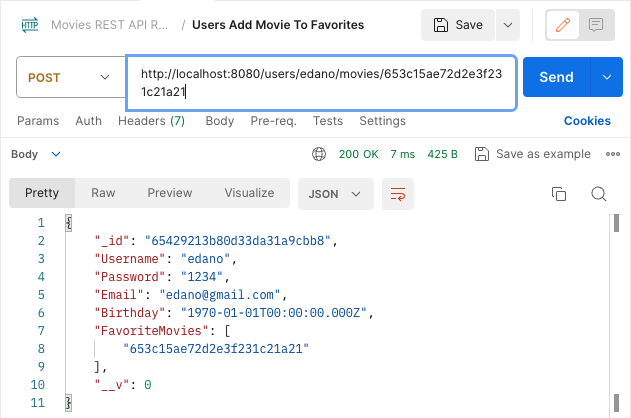 HTTP Movies REST API R... / Users Add Movie To Favorites Save
POST http://localhost:8080/users/edano/movies/653c15ae72d2e3f23
1c21a21 Send
Params Auth Headers (7) Body Pre-req. Tests Settings Cookies
Body 200 OK 7 ms 425 B Save as example
Pretty Raw Preview Visualize JSON
1 {
2 "_id": "65429213b80d33da31a9cbb8",
3 "Username": "edano",
4 "Password": "1234",
5 "Email": "edano@gmail.com",
6 "Birthday": "1970-01-01T00:00:00.000Z",
7 "FavoriteMovies": [
8 "653c15ae72d2e3f231c21a21"
9 ],
10 "__v": 0
11 }